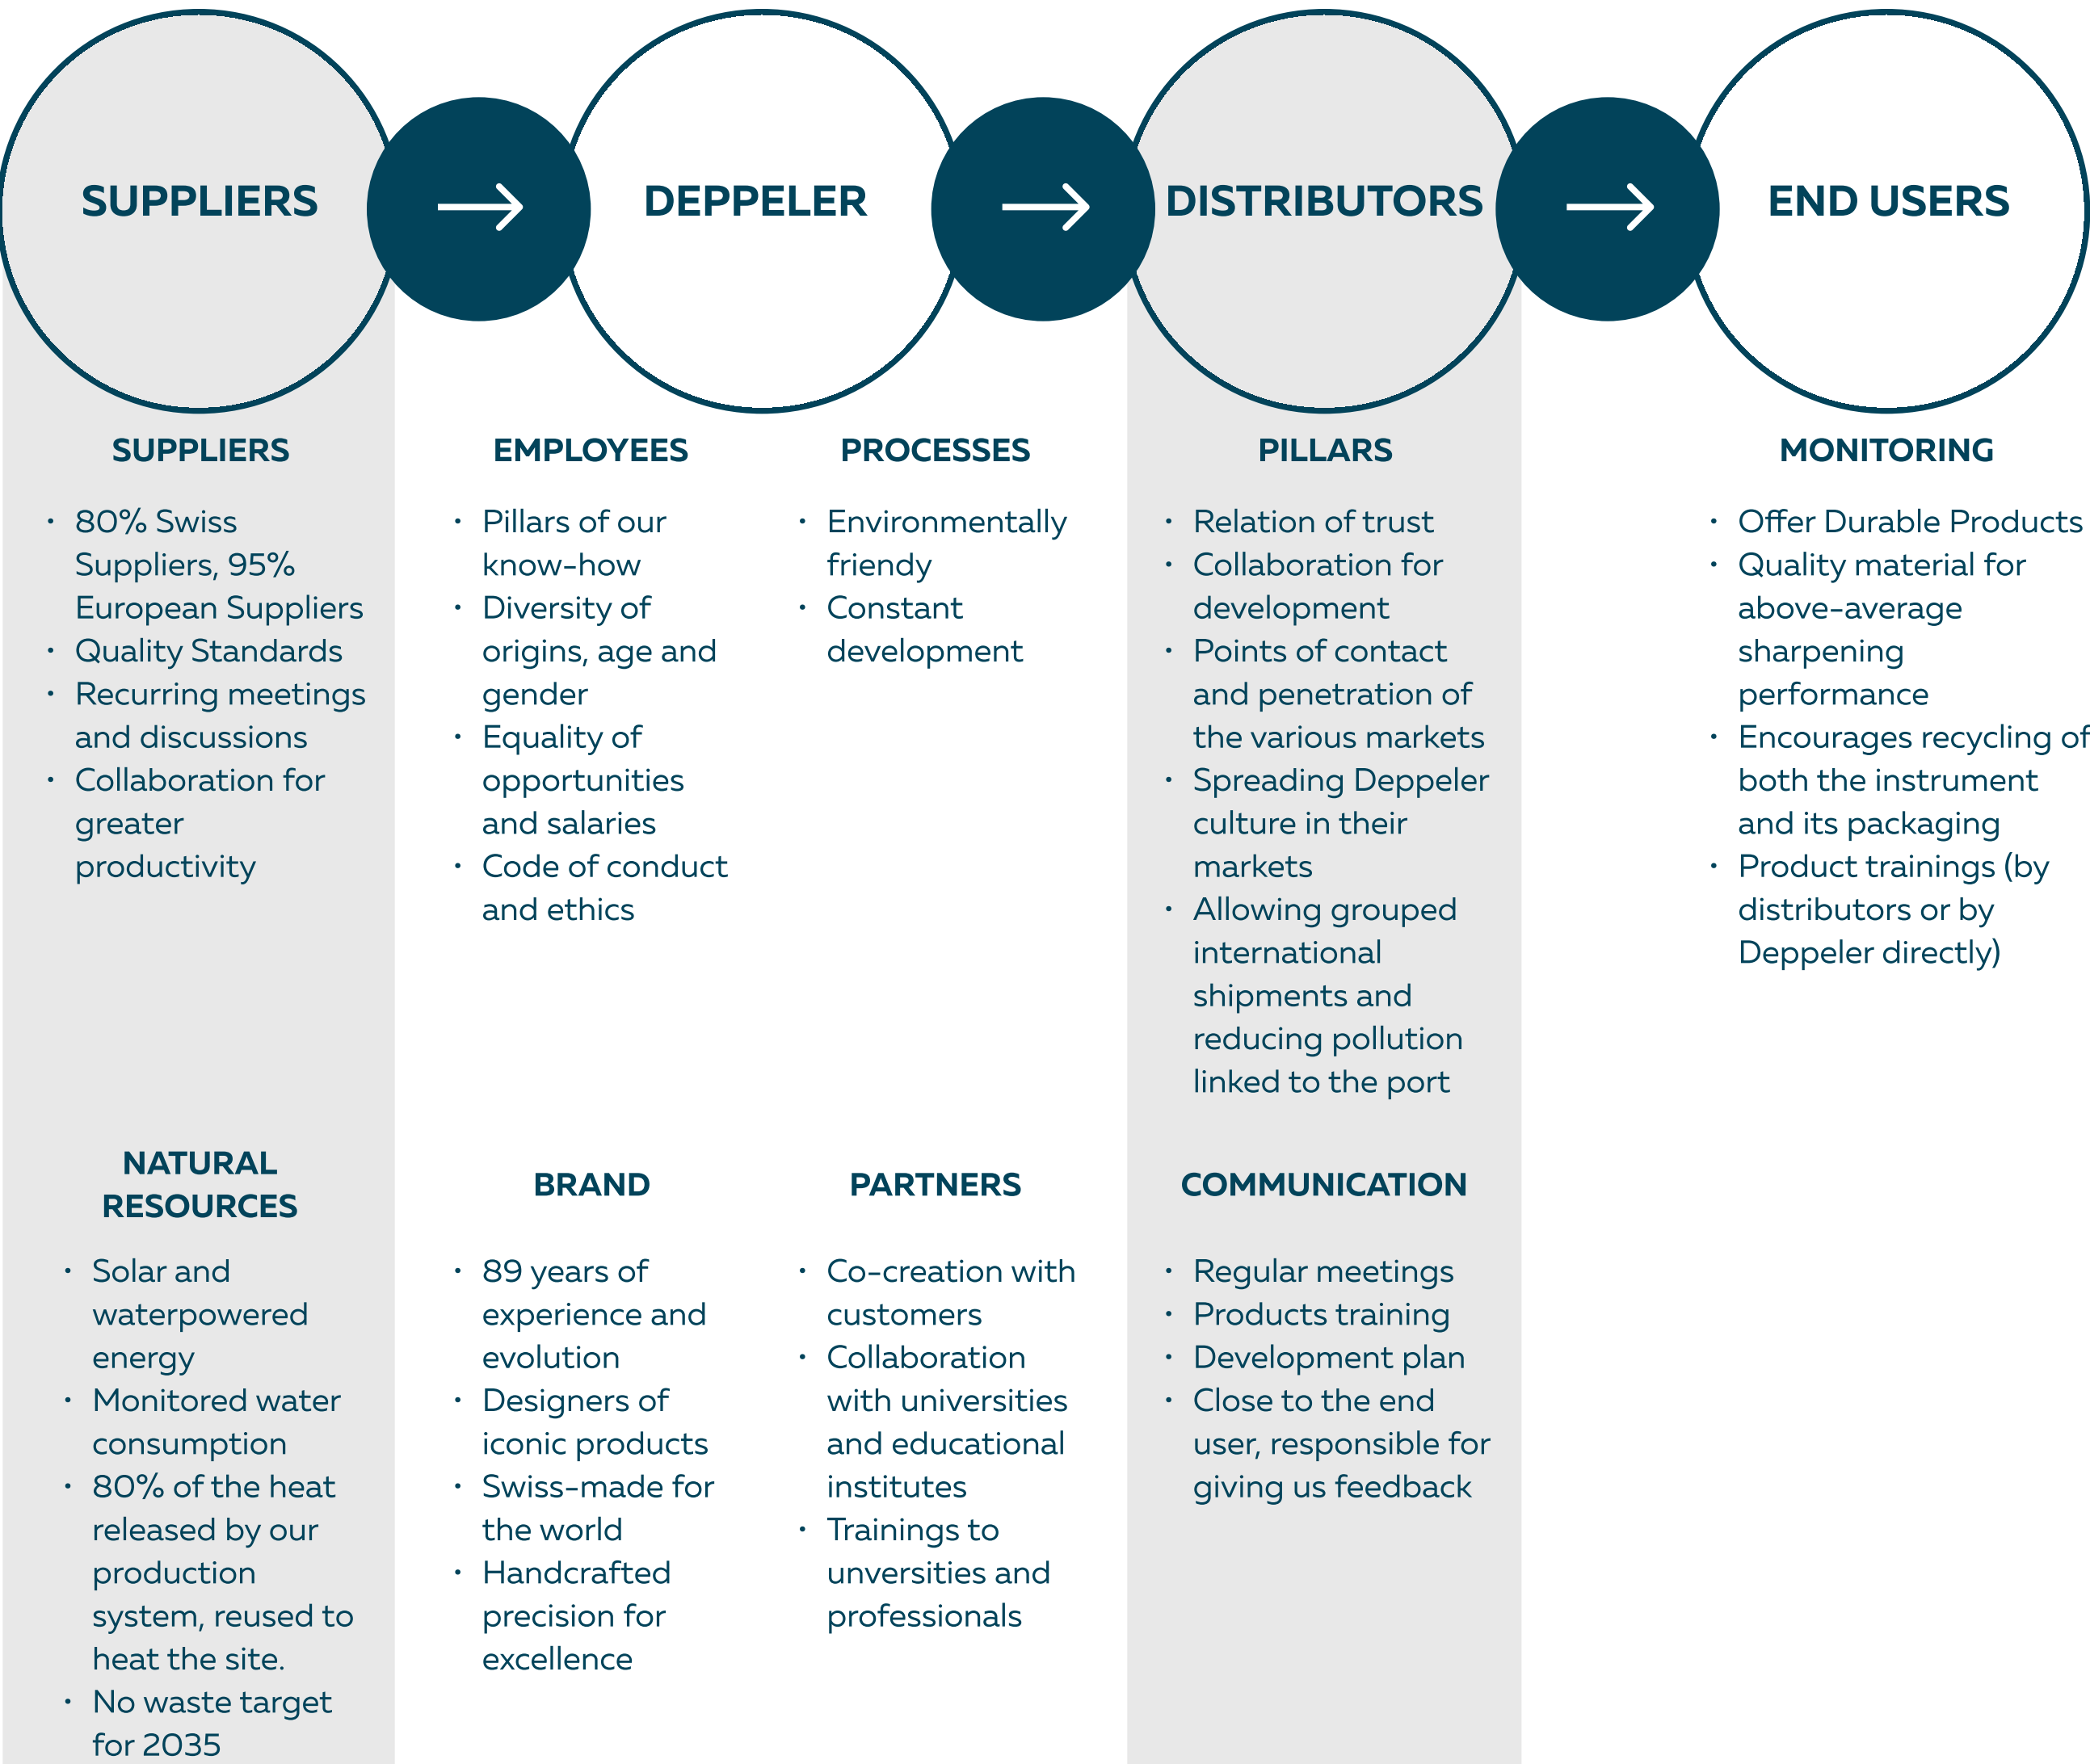 SUPPLIERS
DEPPELER
DISTRIBUTORS
END USERS
SUPPLIERS
• 80% Swiss
Suppliers, 95%
European Suppliers
• Quality Standards
• Recurring meetings
and discussions
• Collaboration for
greater
productivity
NATURAL
RESOURCES
• Solar and
waterpowered
energy
• Monitored water
consumption
• 80% of the heat
released by our
production
system, reused to
heat the site.
• No waste target
for 2035
EMPLOYEES
• Pillars of our
know-how
• Diversity of
origins, age and
gender
• Equality of
opportunities
and salaries
• Code of conduct
and ethics
PROCESSES
• Environmentally
friendy
• Constant
development
BRAND
• 89 years of
experience and
evolution
• Designers of
iconic products
• Swiss-made for
the world
• Handcrafted
precision for
excellence
PARTNERS
• Co-creation with
customers
• Collaboration
with universities
and educational
institutes
• Trainings to
unversities and
professionals
PILLARS
• Relation of trust
• Collaboration for
development
• Points of contact
and penetration of
the various markets
• Spreading Deppeler
culture in their
markets
• Allowing grouped
international
shipments and
reducing pollution
linked to the port
COMMUNICATION
• Regular meetings
• Products training
• Development plan
• Close to the end
user, responsible for
giving us feedback
MONITORING
• Offer Durable Products
• Quality material for
above-average
sharpening
performance
• Encourages recycling of
both the instrument
and its packaging
• Product trainings (by
distributors or by
Deppeler directly)